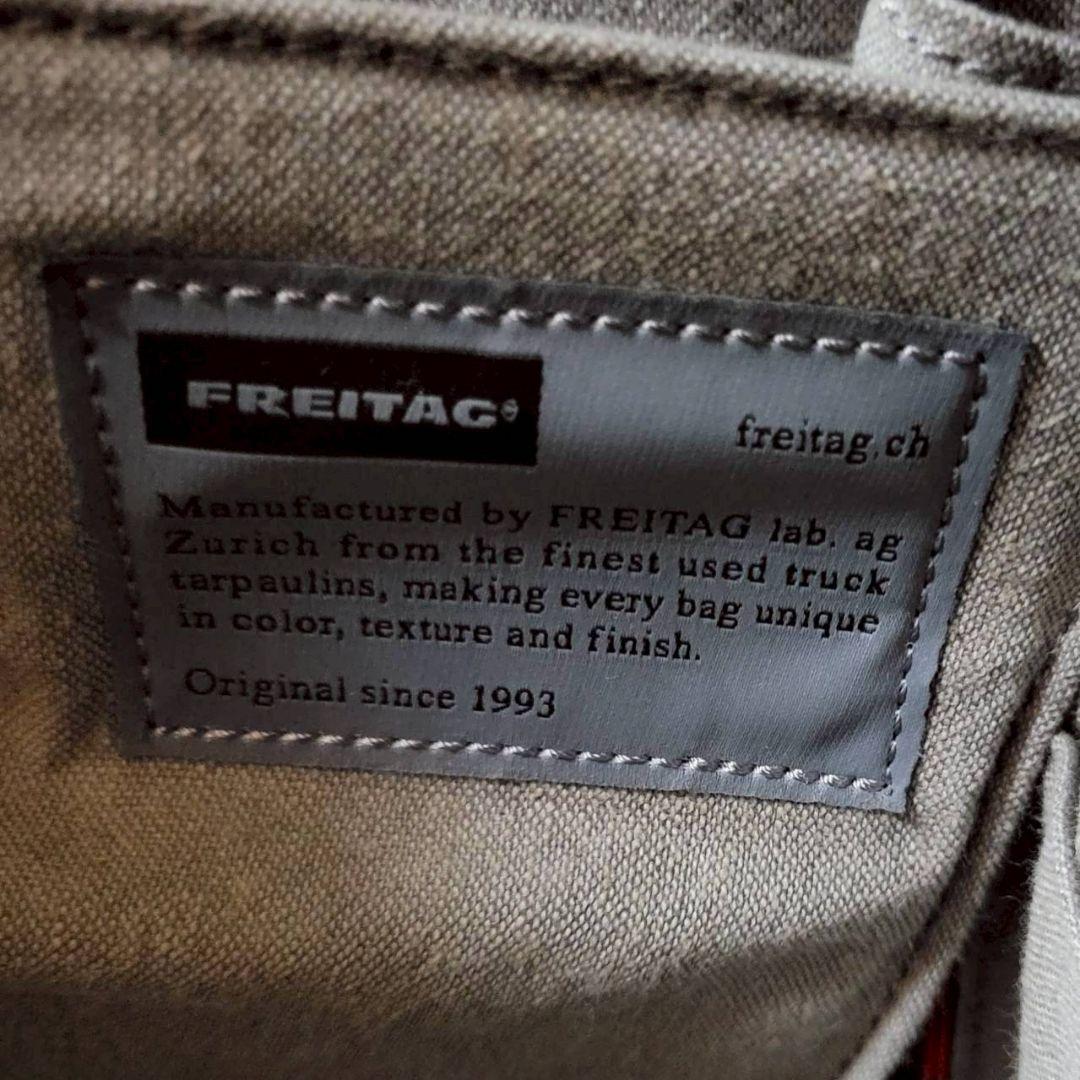 FREITAG®
freitag.ch
Manufactured by FREITAG lab. ag
Zurich from the finest used truck
tarpaulins, making every bag unique
in color, texture and finish.
Original since 1993